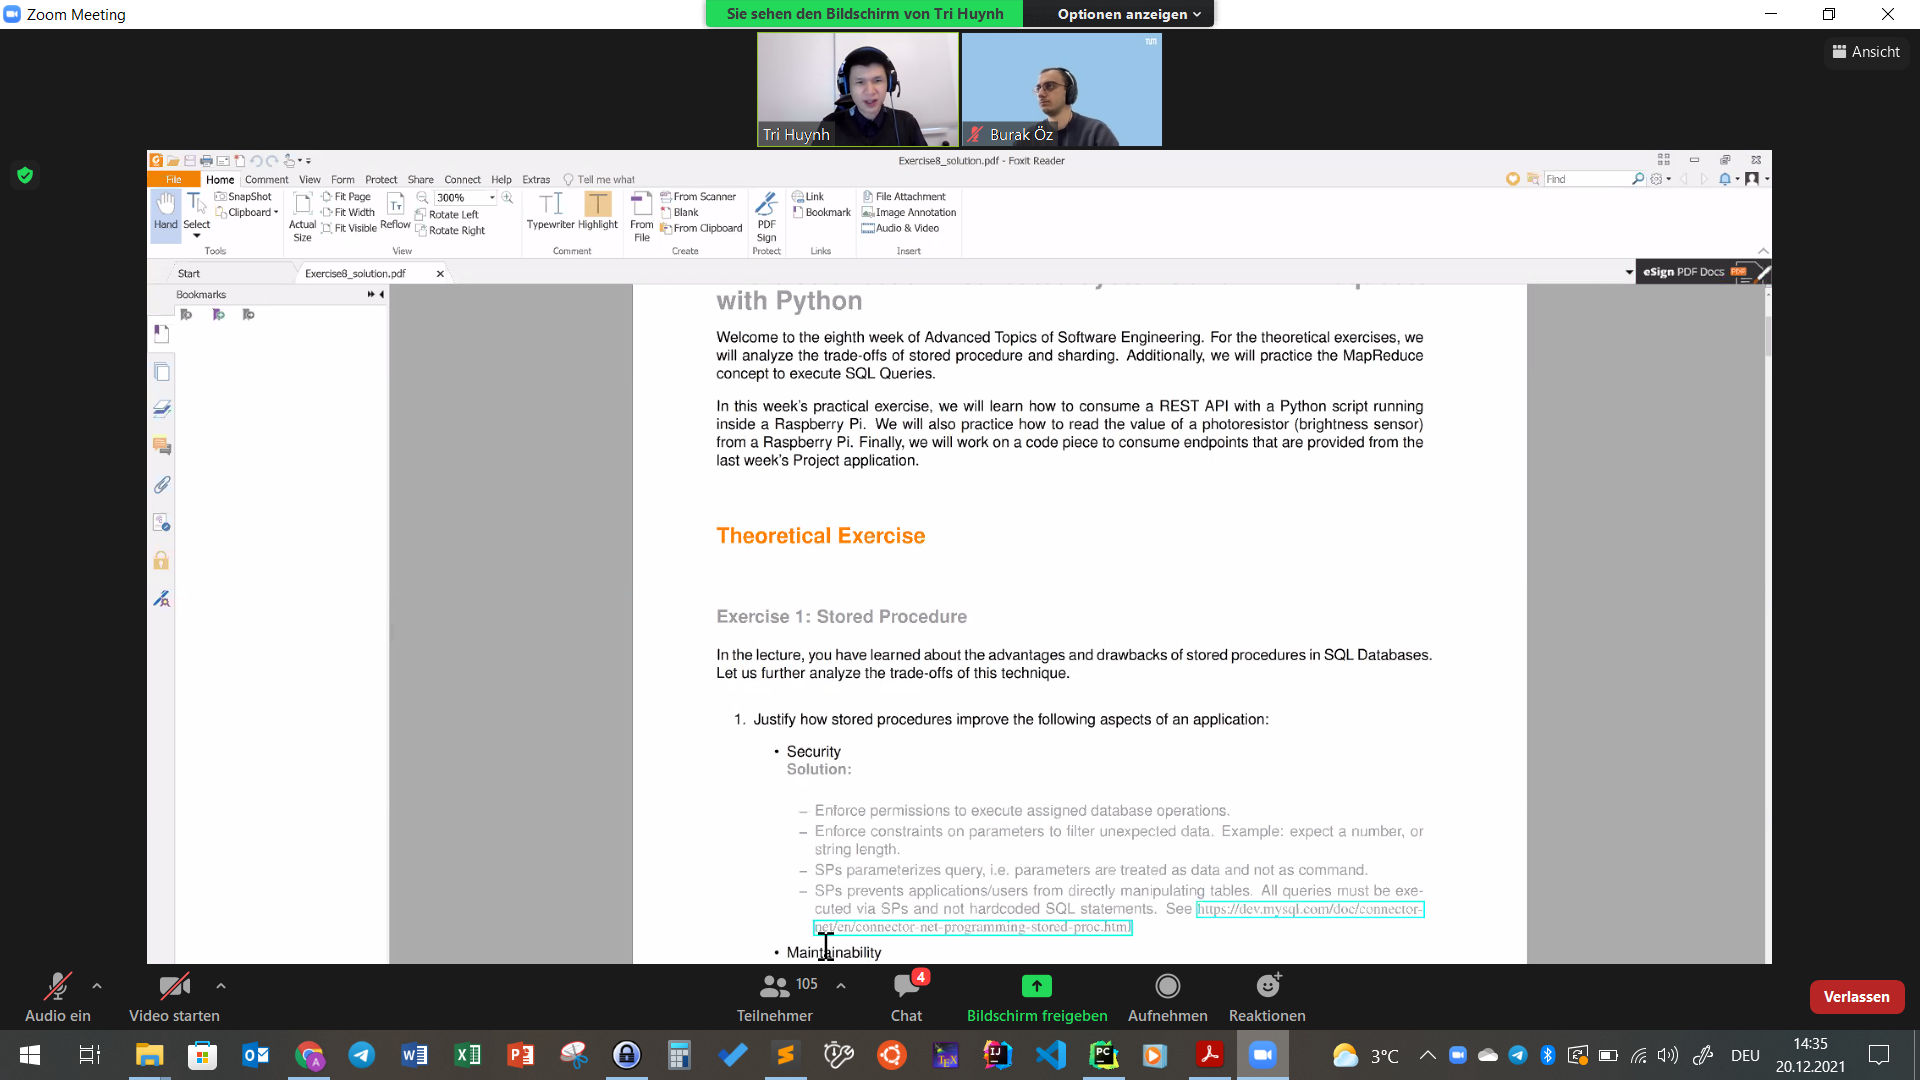 Zoom Meeting
Sie sehen den Bildschirm von Tri Huynh
Optionen anzeigen
Ansicht
Tri Huynh
Burak Öz
Exercise8_solution.pdf - Foxit Reader
File Home Comment View Form Protect Share Connect Help Extras Tell me what
Find
Hand
Select
SnapShot
Clipboard
Tools
Actual
Size
Fit Page
Fit Width
Fit Visible
Reflow
300%
Rotate Left
Rotate Right
View
Typewriter
Highlight
Comment
From
File
From Scanner
Blank
From Clipboard
Create
PDF
Sign
Protect
Link
Bookmark
Links
File Attachment
Image Annotation
Audio & Video
Insert
Start
Exercise8_solution.pdf
eSign PDF Docs
Bookmarks
with Python
Welcome to the eighth week of Advanced Topics of Software Engineering. For the theoretical exercises, we
will analyze the trade-offs of stored procedure and sharding. Additionally, we will practice the MapReduce
concept to execute SQL Queries.
In this week's practical exercise, we will learn how to consume a REST API with a Python script running
inside a Raspberry Pi. We will also practice how to read the value of a photoresistor (brightness sensor)
from a Raspberry Pi. Finally, we will work on a code piece to consume endpoints that are provided from the
last week's Project application.
Theoretical Exercise
Exercise 1: Stored Procedure
In the lecture, you have learned about the advantages and drawbacks of stored procedures in SQL Databases.
Let us further analyze the trade-offs of this technique.
1. Justify how stored procedures improve the following aspects of an application:
• Security
Solution:
– Enforce permissions to execute assigned database operations.
– Enforce constraints on parameters to filter unexpected data. Example: expect a number, or
string length.
– SPs parameterizes query, i.e. parameters are treated as data and not as command.
– SPs prevents applications/users from directly manipulating tables. All queries must be exe-
cuted via SPs and not hardcoded SQL statements. See https://dev.mysql.com/doc/connector-
net/en/connector-net-programming-stored-proc.html
• Maintainability
Audio ein
Video starten
105
Teilnehmer
4
Chat
Bildschirm freigeben
Aufnehmen
Reaktionen
Verlassen
3°C
DEU
14:35
20.12.2021